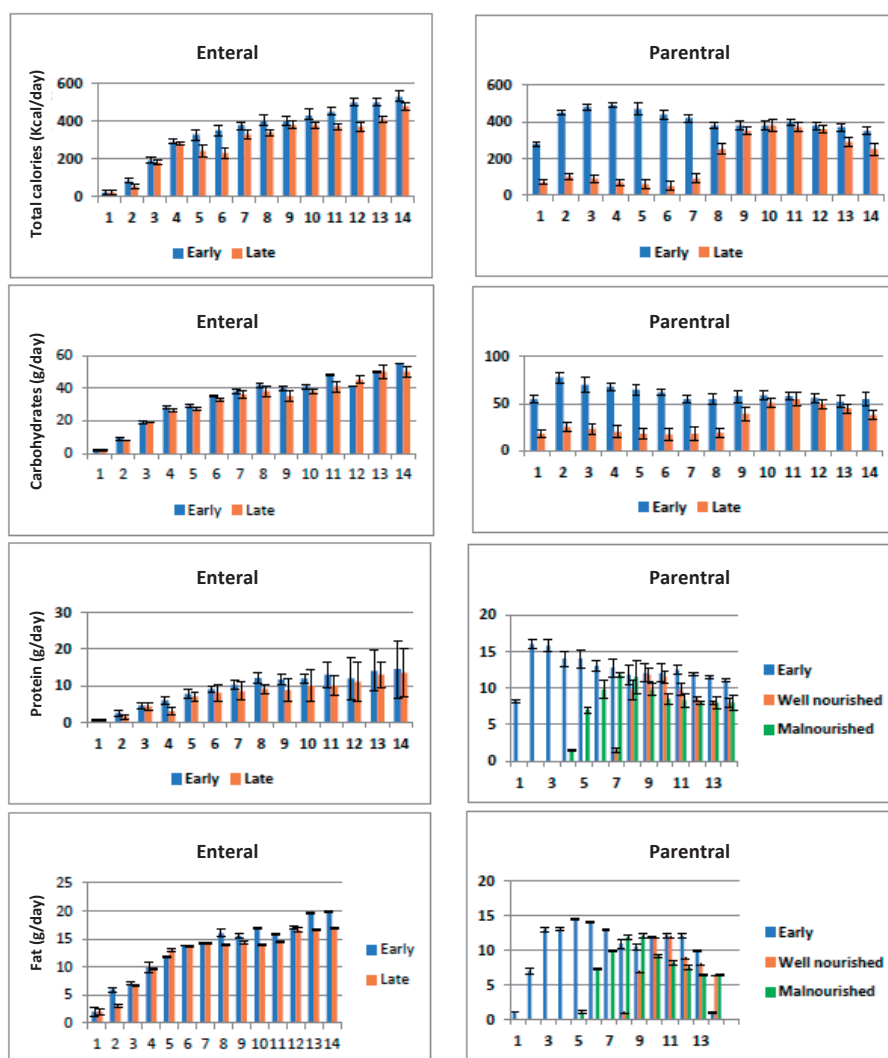 Enteral
Total calories (Kcal/day)
600
400
200
0
1 2 3 4 5 6 7 8 9 10 11 12 13 14
Early Late
Parentral
600
400
200
0
1 2 3 4 5 6 7 8 9 10 11 12 13 14
Early Late
Enteral
Carbohydrates (g/day)
60
40
20
0
1 2 3 4 5 6 7 8 9 10 11 12 13 14
Early Late
Parentral
100
50
0
1 2 3 4 5 6 7 8 9 10 11 12 13 14
Early Late
Enteral
Protein (g/day)
30
20
10
0
1 2 3 4 5 6 7 8 9 10 11 12 13 14
Early Late
Parentral
20
15
10
5
0
1 3 5 7 9 11 13
Early
Well nourished
Malnourished
Enteral
Fat (g/day)
25
20
15
10
5
0
1 2 3 4 5 6 7 8 9 10 11 12 13 14
Early
Late
Parentral
20
15
10
5
0
1 3 5 7 9 11 13
Early
Well nourished
Malnourished